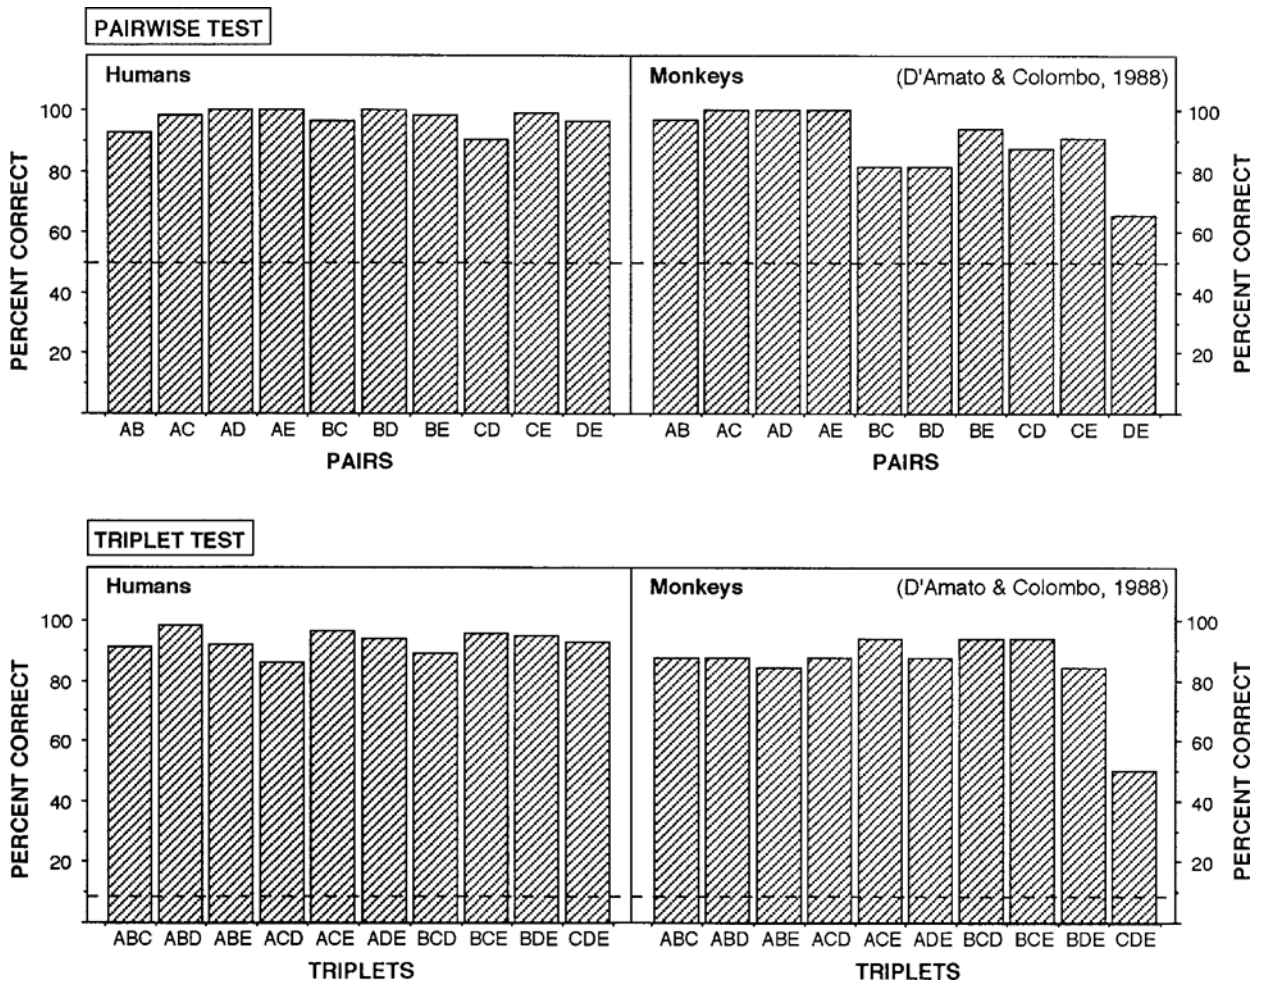 PAIRWISE TEST
Humans
Monkeys (D'Amato & Colombo, 1988)
PERCENT CORRECT
100
80
60
40
20
AB AC AD AE BC BD BE CD CE DE
PAIRS
AB AC AD AE BC BD BE CD CE DE
PAIRS
100
80
60
40
20
PERCENT CORRECT
TRIPLET TEST
Humans
Monkeys (D'Amato & Colombo, 1988)
PERCENT CORRECT
100
80
60
40
20
ABC ABD ABE ACD ACE ADE BCD BCE BDE CDE
TRIPLETS
ABC ABD ABE ACD ACE ADE BCD BCE BDE CDE
TRIPLETS
100
80
60
40
20
PERCENT CORRECT